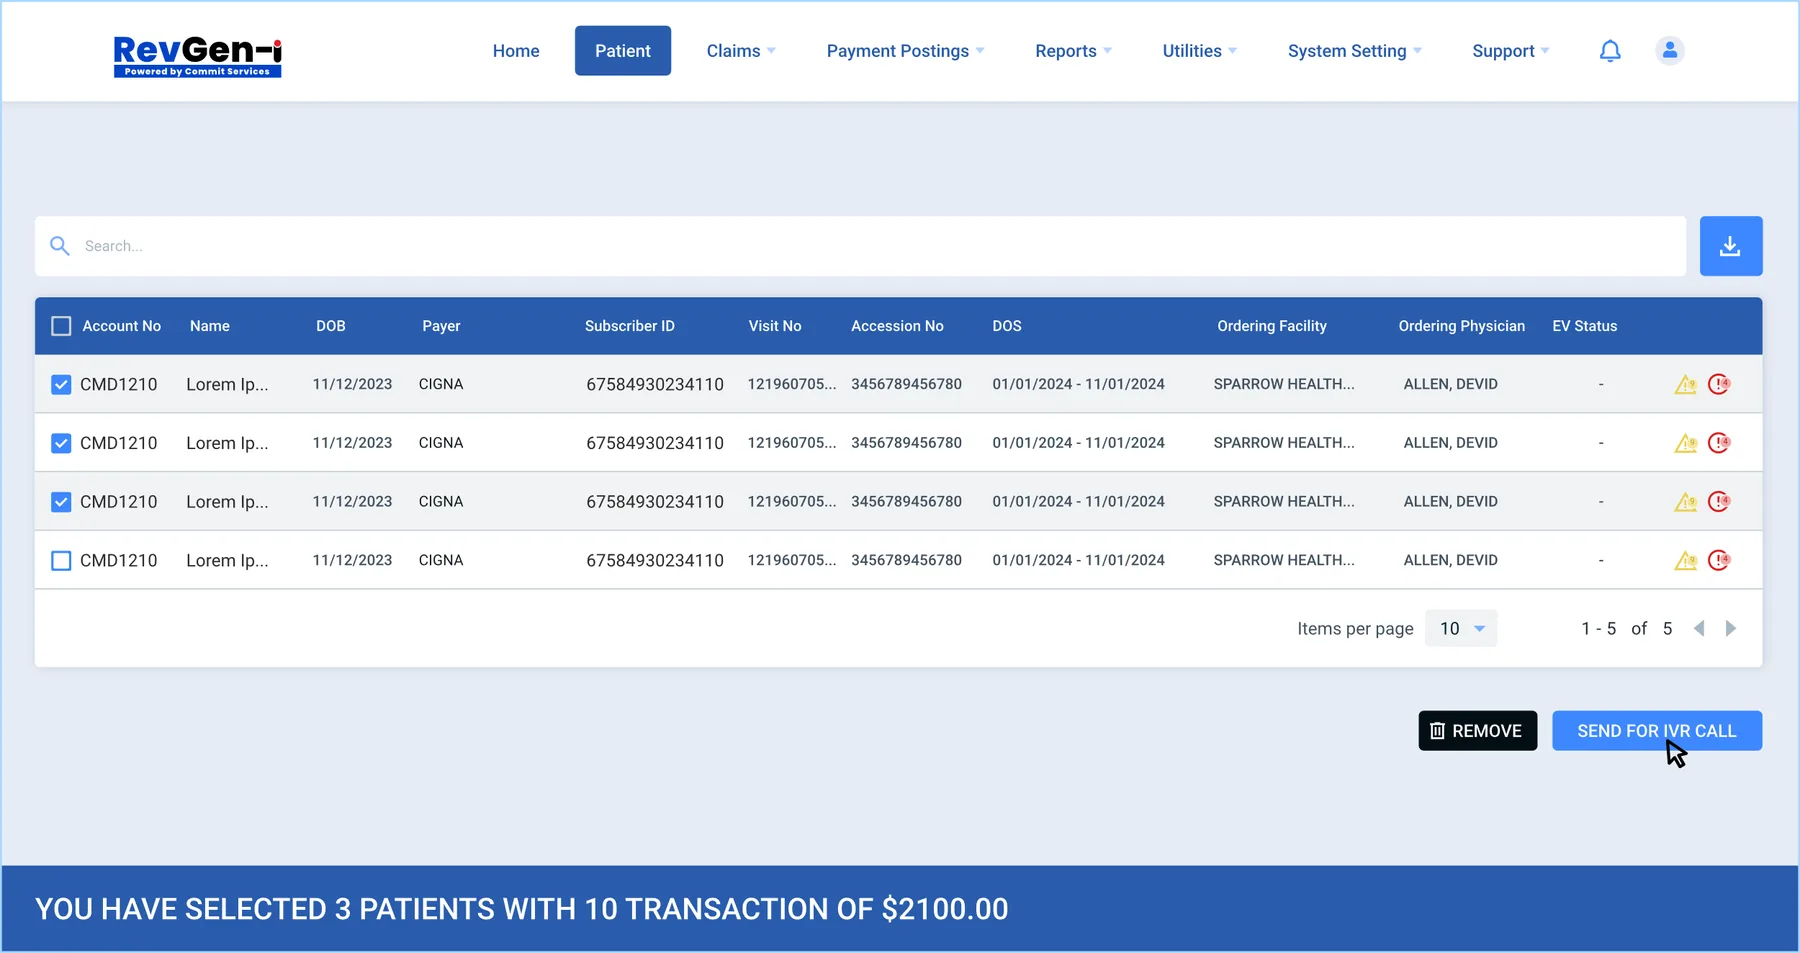 RevGen-i
Powered by Commit Services
Home Patient Claims Payment Postings Reports Utilities System Setting Support
Search...
Account No Name DOB Payer Subscriber ID Visit No Accession No DOS Ordering Facility Ordering Physician EV Status
CMD1210 Lorem Ip... 11/12/2023 CIGNA 67584930234110 121960705... 3456789456780 01/01/2024 - 11/01/2024 SPARROW HEALTH... ALLEN, DEVID -
CMD1210 Lorem Ip... 11/12/2023 CIGNA 67584930234110 121960705... 3456789456780 01/01/2024 - 11/01/2024 SPARROW HEALTH... ALLEN, DEVID -
CMD1210 Lorem Ip... 11/12/2023 CIGNA 67584930234110 121960705... 3456789456780 01/01/2024 - 11/01/2024 SPARROW HEALTH... ALLEN, DEVID -
CMD1210 Lorem Ip... 11/12/2023 CIGNA 67584930234110 121960705... 3456789456780 01/01/2024 - 11/01/2024 SPARROW HEALTH... ALLEN, DEVID -
Items per page 10 1 - 5 of 5
REMOVE SEND FOR IVR CALL
YOU HAVE SELECTED 3 PATIENTS WITH 10 TRANSACTION OF $2100.00